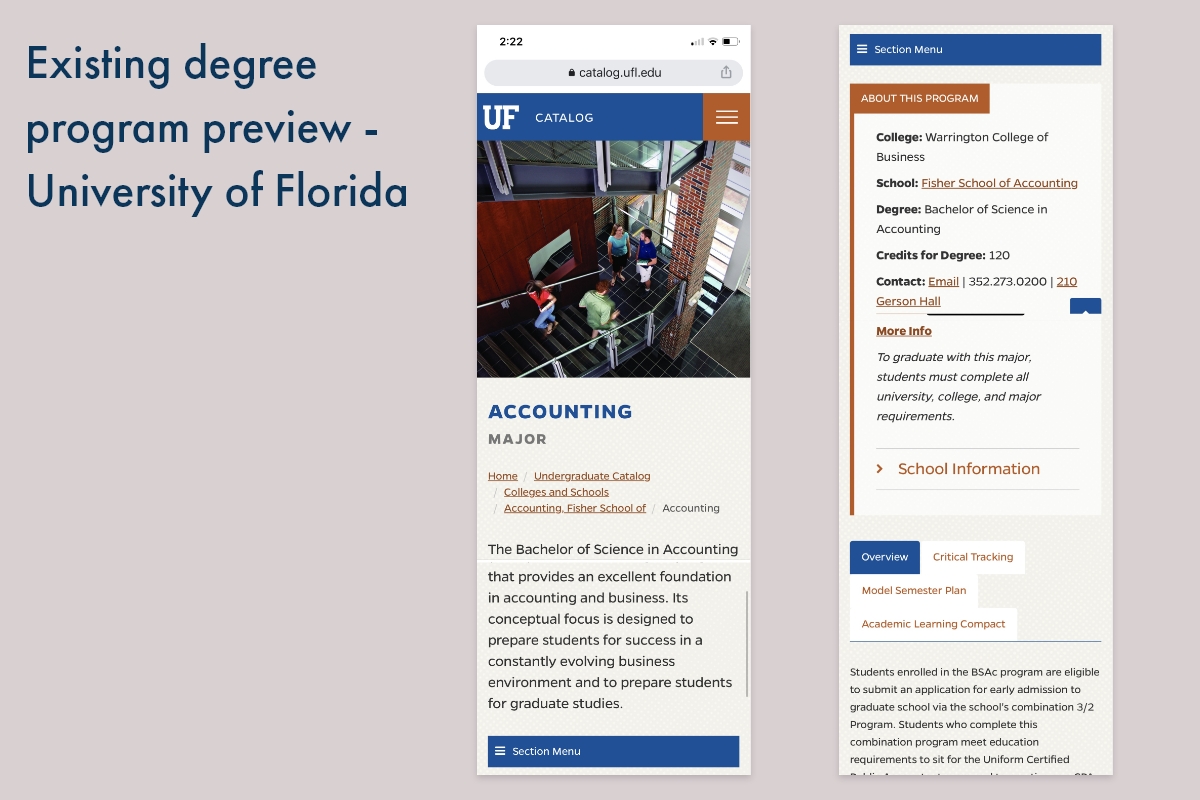 Existing degree
program preview -
University of Florida
2:22
catalog.ufl.edu
UF CATALOG
ACCOUNTING
MAJOR
Home / Undergraduate Catalog
/ Colleges and Schools
/ Accounting, Fisher School of / Accounting
The Bachelor of Science in Accounting
that provides an excellent foundation
in accounting and business. Its
conceptual focus is designed to
prepare students for success in a
constantly evolving business
environment and to prepare students
for graduate studies.
Section Menu
Section Menu
ABOUT THIS PROGRAM
College: Warrington College of
Business
School: Fisher School of Accounting
Degree: Bachelor of Science in
Accounting
Credits for Degree: 120
Contact: Email | 352.273.0200 | 210
Gerson Hall
More Info
To graduate with this major,
students must complete all
university, college, and major
requirements.
School Information
Overview
Critical Tracking
Model Semester Plan
Academic Learning Compact
Students enrolled in the BSAc program are eligible
to submit an application for early admission to
graduate school via the school's combination 3/2
Program. Students who complete this
combination program meet education
requirements to sit for the Uniform Certified